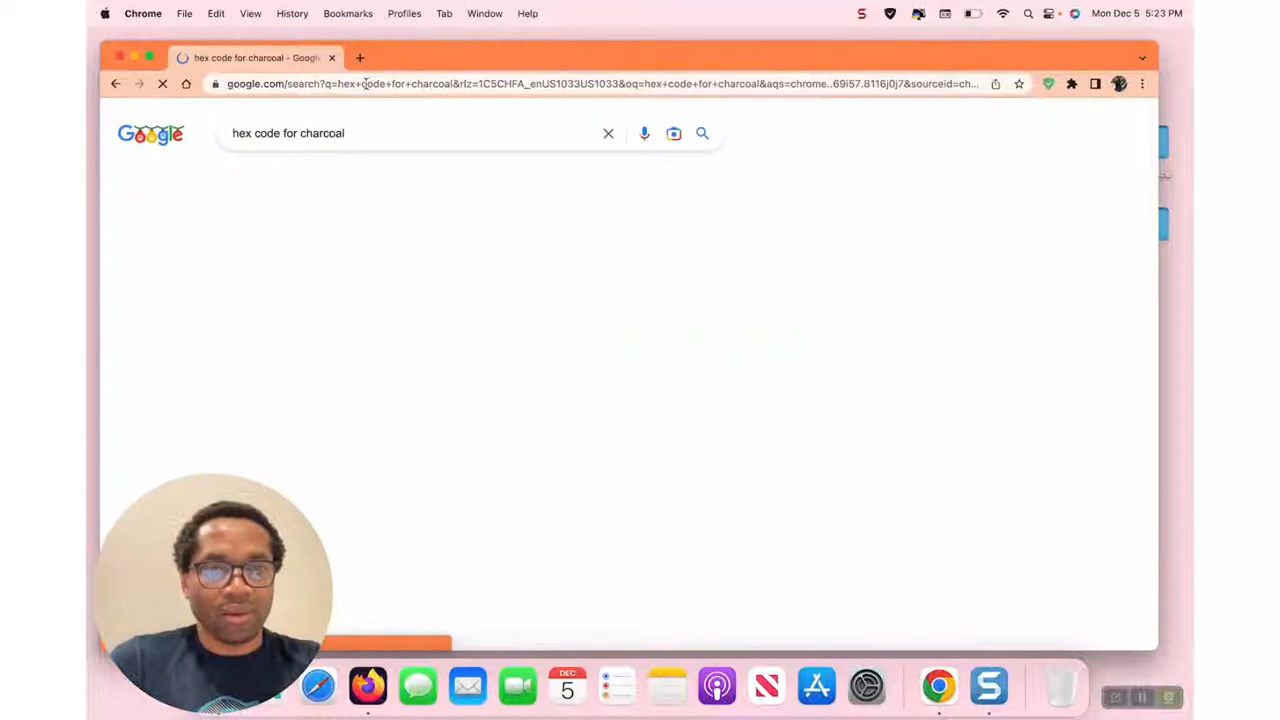 Chrome File Edit View History Bookmarks Profiles Tab Window Help
S
Mon Dec 5 5:23 PM
hex code for charcoal - Google
google.com/search?q=hex+code+for+charcoal&rlz=1C5CHFA_enUS1033US1033&oq=hex+code+for+charcoal&aqs=chrome..69i57.8116j0j7&sourceid=ch...
Google
hex code for charcoal
DEC
5
S